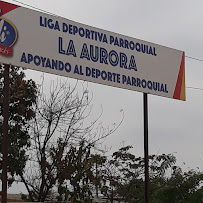 LIGA DEPORTIVA PARROQUIAL
LA AURORA
APOYANDO AL DEPORTE PARROQUIAL